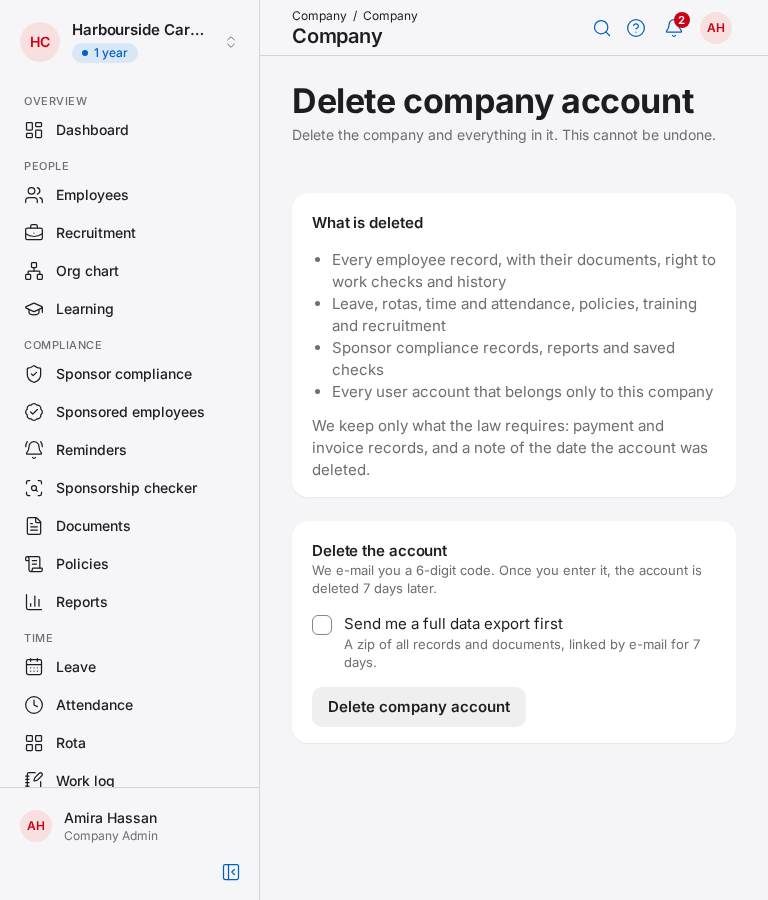 HC
Harbourside Car...
1 year
OVERVIEW
Dashboard
PEOPLE
Employees
Recruitment
Org chart
Learning
COMPLIANCE
Sponsor compliance
Sponsored employees
Reminders
Sponsorship checker
Documents
Policies
Reports
TIME
Leave
Attendance
Rota
Work log
AH
Amira Hassan
Company Admin
Company / Company
Company
2
AH
Delete company account
Delete the company and everything in it. This cannot be undone.
What is deleted
• Every employee record, with their documents, right to
work checks and history
• Leave, rotas, time and attendance, policies, training
and recruitment
• Sponsor compliance records, reports and saved
checks
• Every user account that belongs only to this company
We keep only what the law requires: payment and
invoice records, and a note of the date the account was
deleted.
Delete the account
We e-mail you a 6-digit code. Once you enter it, the account is
deleted 7 days later.
Send me a full data export first
A zip of all records and documents, linked by e-mail for 7
days.
Delete company account